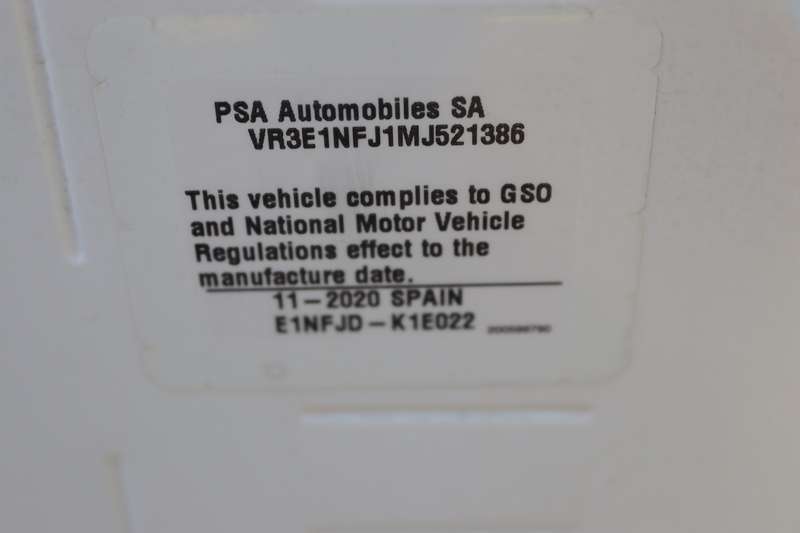 PSA Automobiles SA
VR3E1NFJ1MJ521386
This vehicle complies to GSO
and National Motor Vehicle
Regulations effect to the
manufacture date.
11-2020 SPAIN
E1NFJD-K1E022